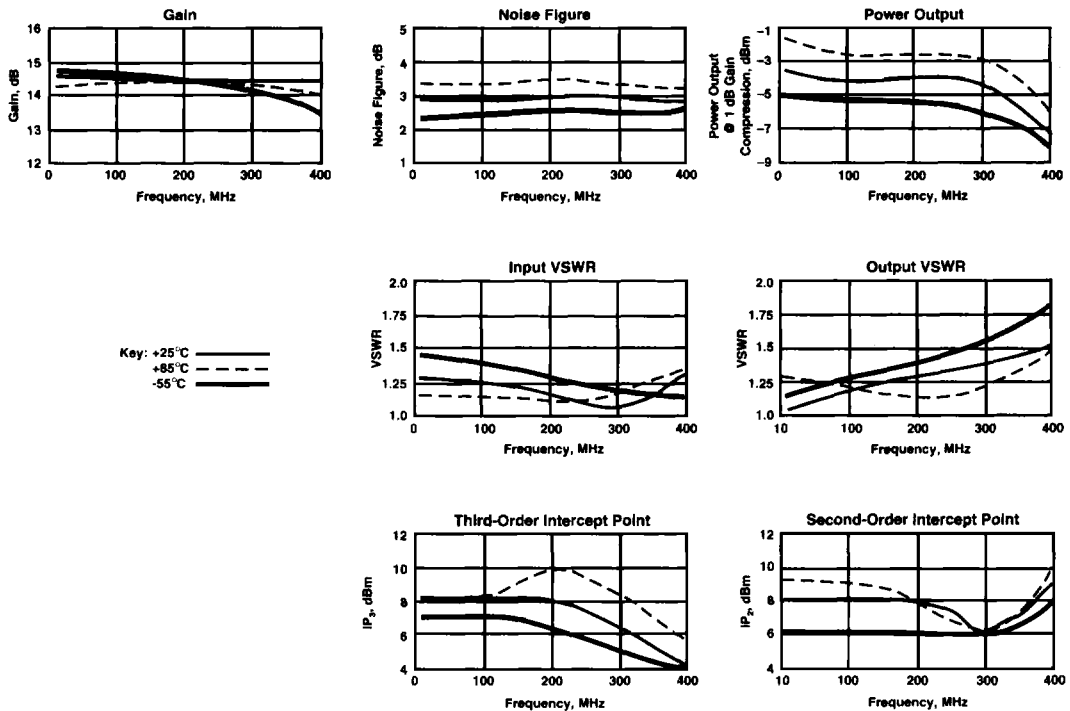 Gain
16
15
14
13
12
Gain, dB
0 100 200 300 400
Frequency, MHz
Noise Figure
5
4
3
2
1
Noise Figure, dB
0 100 200 300 400
Frequency, MHz
Power Output
-1
-3
-5
-7
-9
Power Output
@ 1 dB Gain
Compression, dBm
0 100 200 300 400
Frequency, MHz
Key: +25°C
+85°C
-55°C
Input VSWR
2.0
1.75
1.5
1.25
1.0
VSWR
0 100 200 300 400
Frequency, MHz
Output VSWR
2.0
1.75
1.5
1.25
1.0
VSWR
10 100 200 300 400
Frequency, MHz
Third-Order Intercept Point
12
10
8
6
4
IP₃, dBm
0 100 200 300 400
Frequency, MHz
Second-Order Intercept Point
12
10
8
6
4
IP₂, dBm
10 100 200 300 400
Frequency, MHz